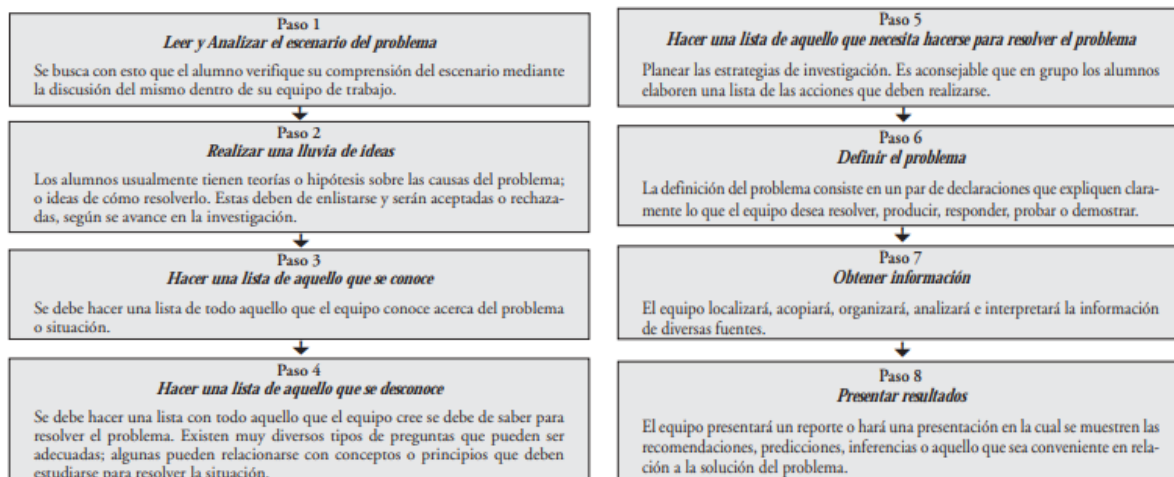 Paso 1
Leer y Analizar el escenario del problema
Se busca con esto que el alumno verifique su comprensión del escenario mediante
la discusión del mismo dentro de su equipo de trabajo.
Paso 2
Realizar una lluvia de ideas
Los alumnos usualmente tienen teorías o hipótesis sobre las causas del problema;
o ideas de cómo resolverlo. Estas deben de enlistarse y serán aceptadas o rechaza-
das, según se avance en la investigación.
Paso 3
Hacer una lista de aquello que se conoce
Se debe hacer una lista de todo aquello que el equipo conoce acerca del problema
o situación.
Paso 4
Hacer una lista de aquello que se desconoce
Se debe hacer una lista con todo aquello que el equipo cree se debe de saber para
resolver el problema. Existen muy diversos tipos de preguntas que pueden ser
adecuadas; algunas pueden relacionarse con conceptos o principios que deben
estudiarse para resolver la situación.
Paso 5
Hacer una lista de aquello que necesita hacerse para resolver el problema
Planear las estrategias de investigación. Es aconsejable que en grupo los alumnos
elaboren una lista de las acciones que deben realizarse.
Paso 6
Definir el problema
La definición del problema consiste en un par de declaraciones que expliquen clara-
mente lo que el equipo desea resolver, producir, responder, probar o demostrar.
Paso 7
Obtener información
El equipo localizará, acopiará, organizará, analizará e interpretará la información
de diversas fuentes.
Paso 8
Presentar resultados
El equipo presentará un reporte o hará una presentación en la cual se muestren las
recomendaciones, predicciones, inferencias o aquello que sea conveniente en rela-
ción a la solución del problema.